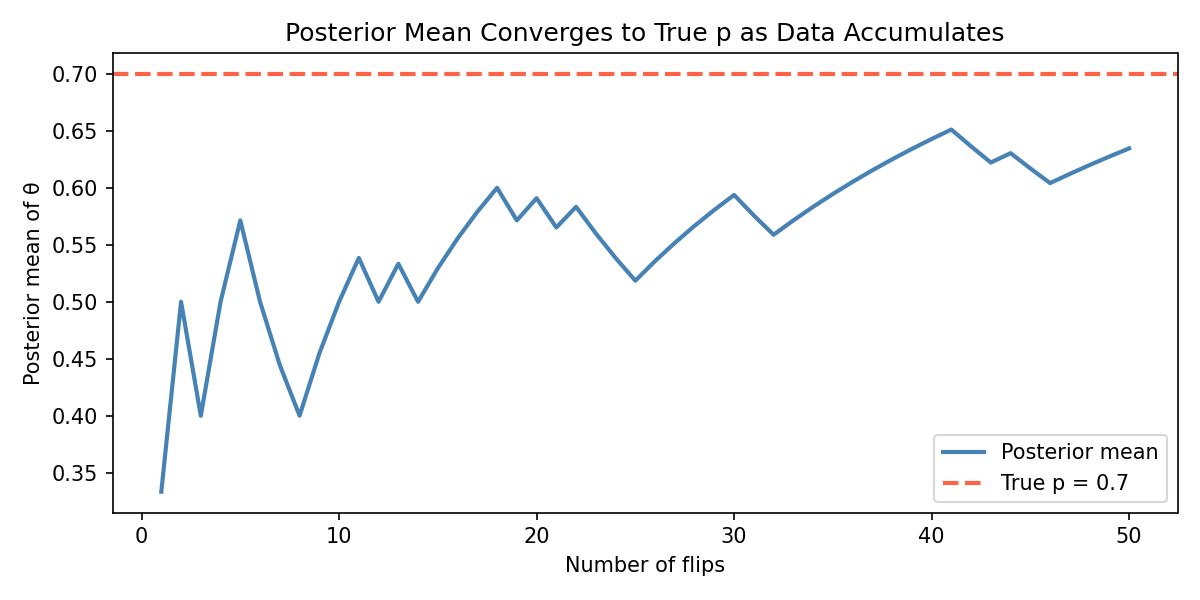 Posterior Mean Converges to True p as Data Accumulates
Posterior mean of θ
0.70
0.65
0.60
0.55
0.50
0.45
0.40
0.35
0
10
20
30
40
50
Number of flips
Posterior mean
True p = 0.7